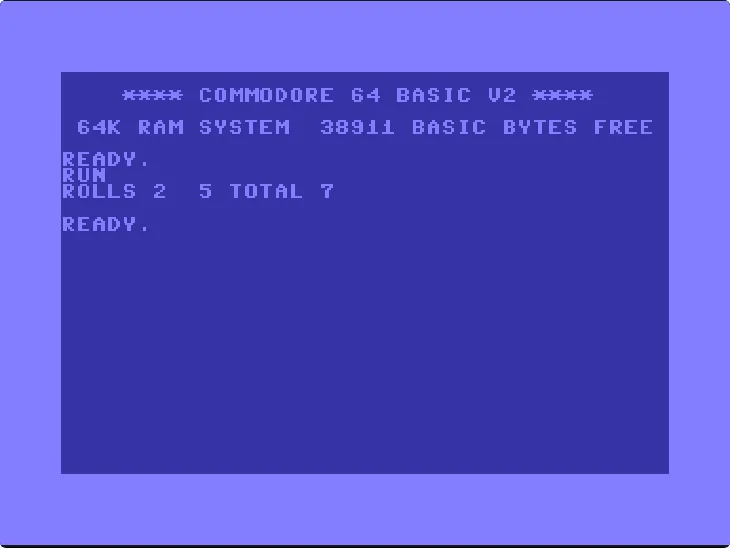 **** COMMODORE 64 BASIC V2 ****
64K RAM SYSTEM  38911 BASIC BYTES FREE
READY.
RUN
ROLLS 2  5 TOTAL 7
READY.